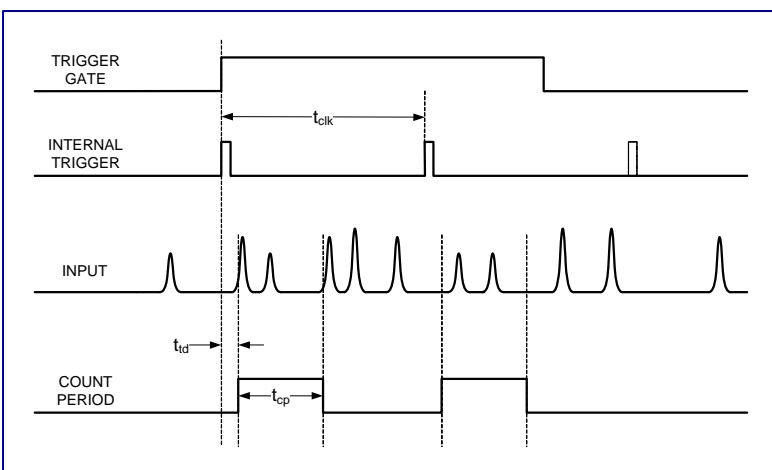 TRIGGER
GATE
tclk
INTERNAL
TRIGGER
INPUT
ttd
COUNT
PERIOD
tcp